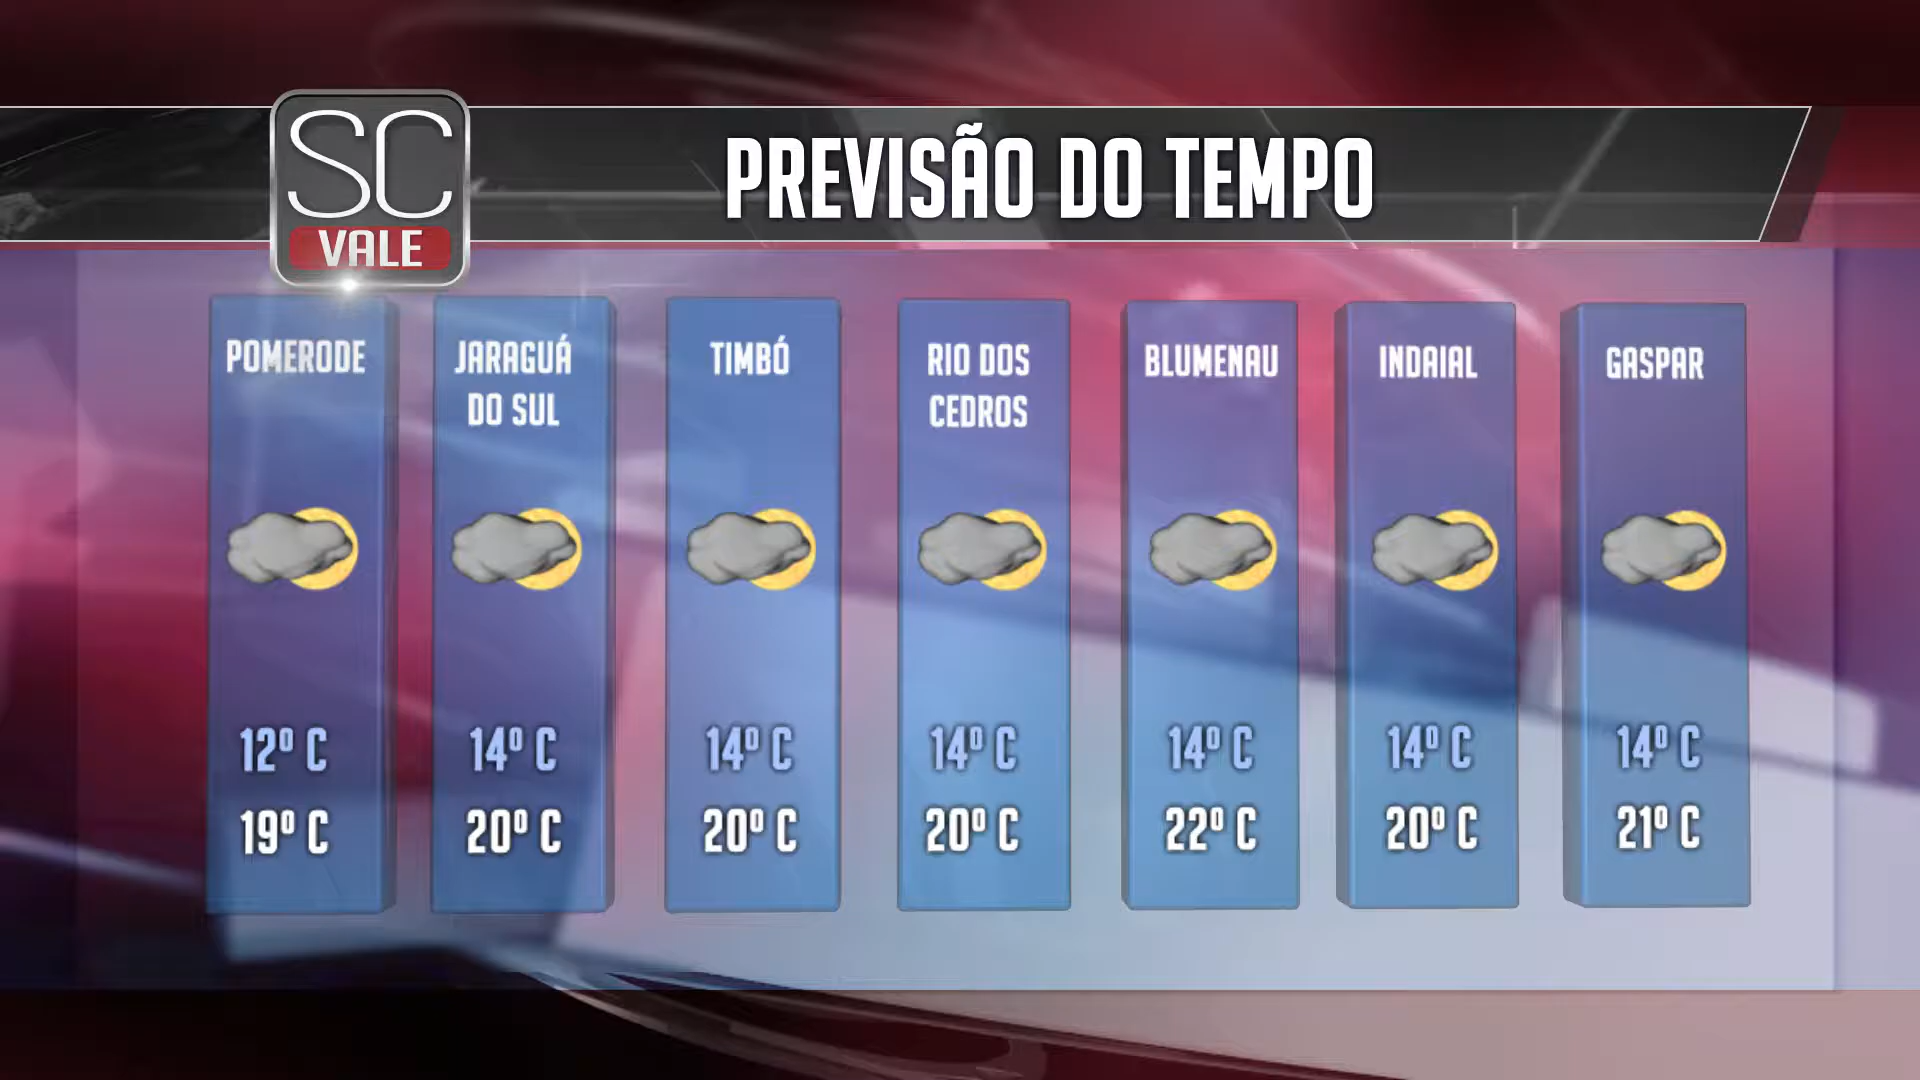 SC
VALE
PREVISÃO DO TEMPO
POMERODE
12º C
19º C
JARAGUÁ
DO SUL
14º C
20º C
TIMBÓ
14º C
20º C
RIO DOS
CEDROS
14º C
20º C
BLUMENAU
14º C
22º C
INDAIAL
14º C
20º C
GASPAR
14º C
21º C